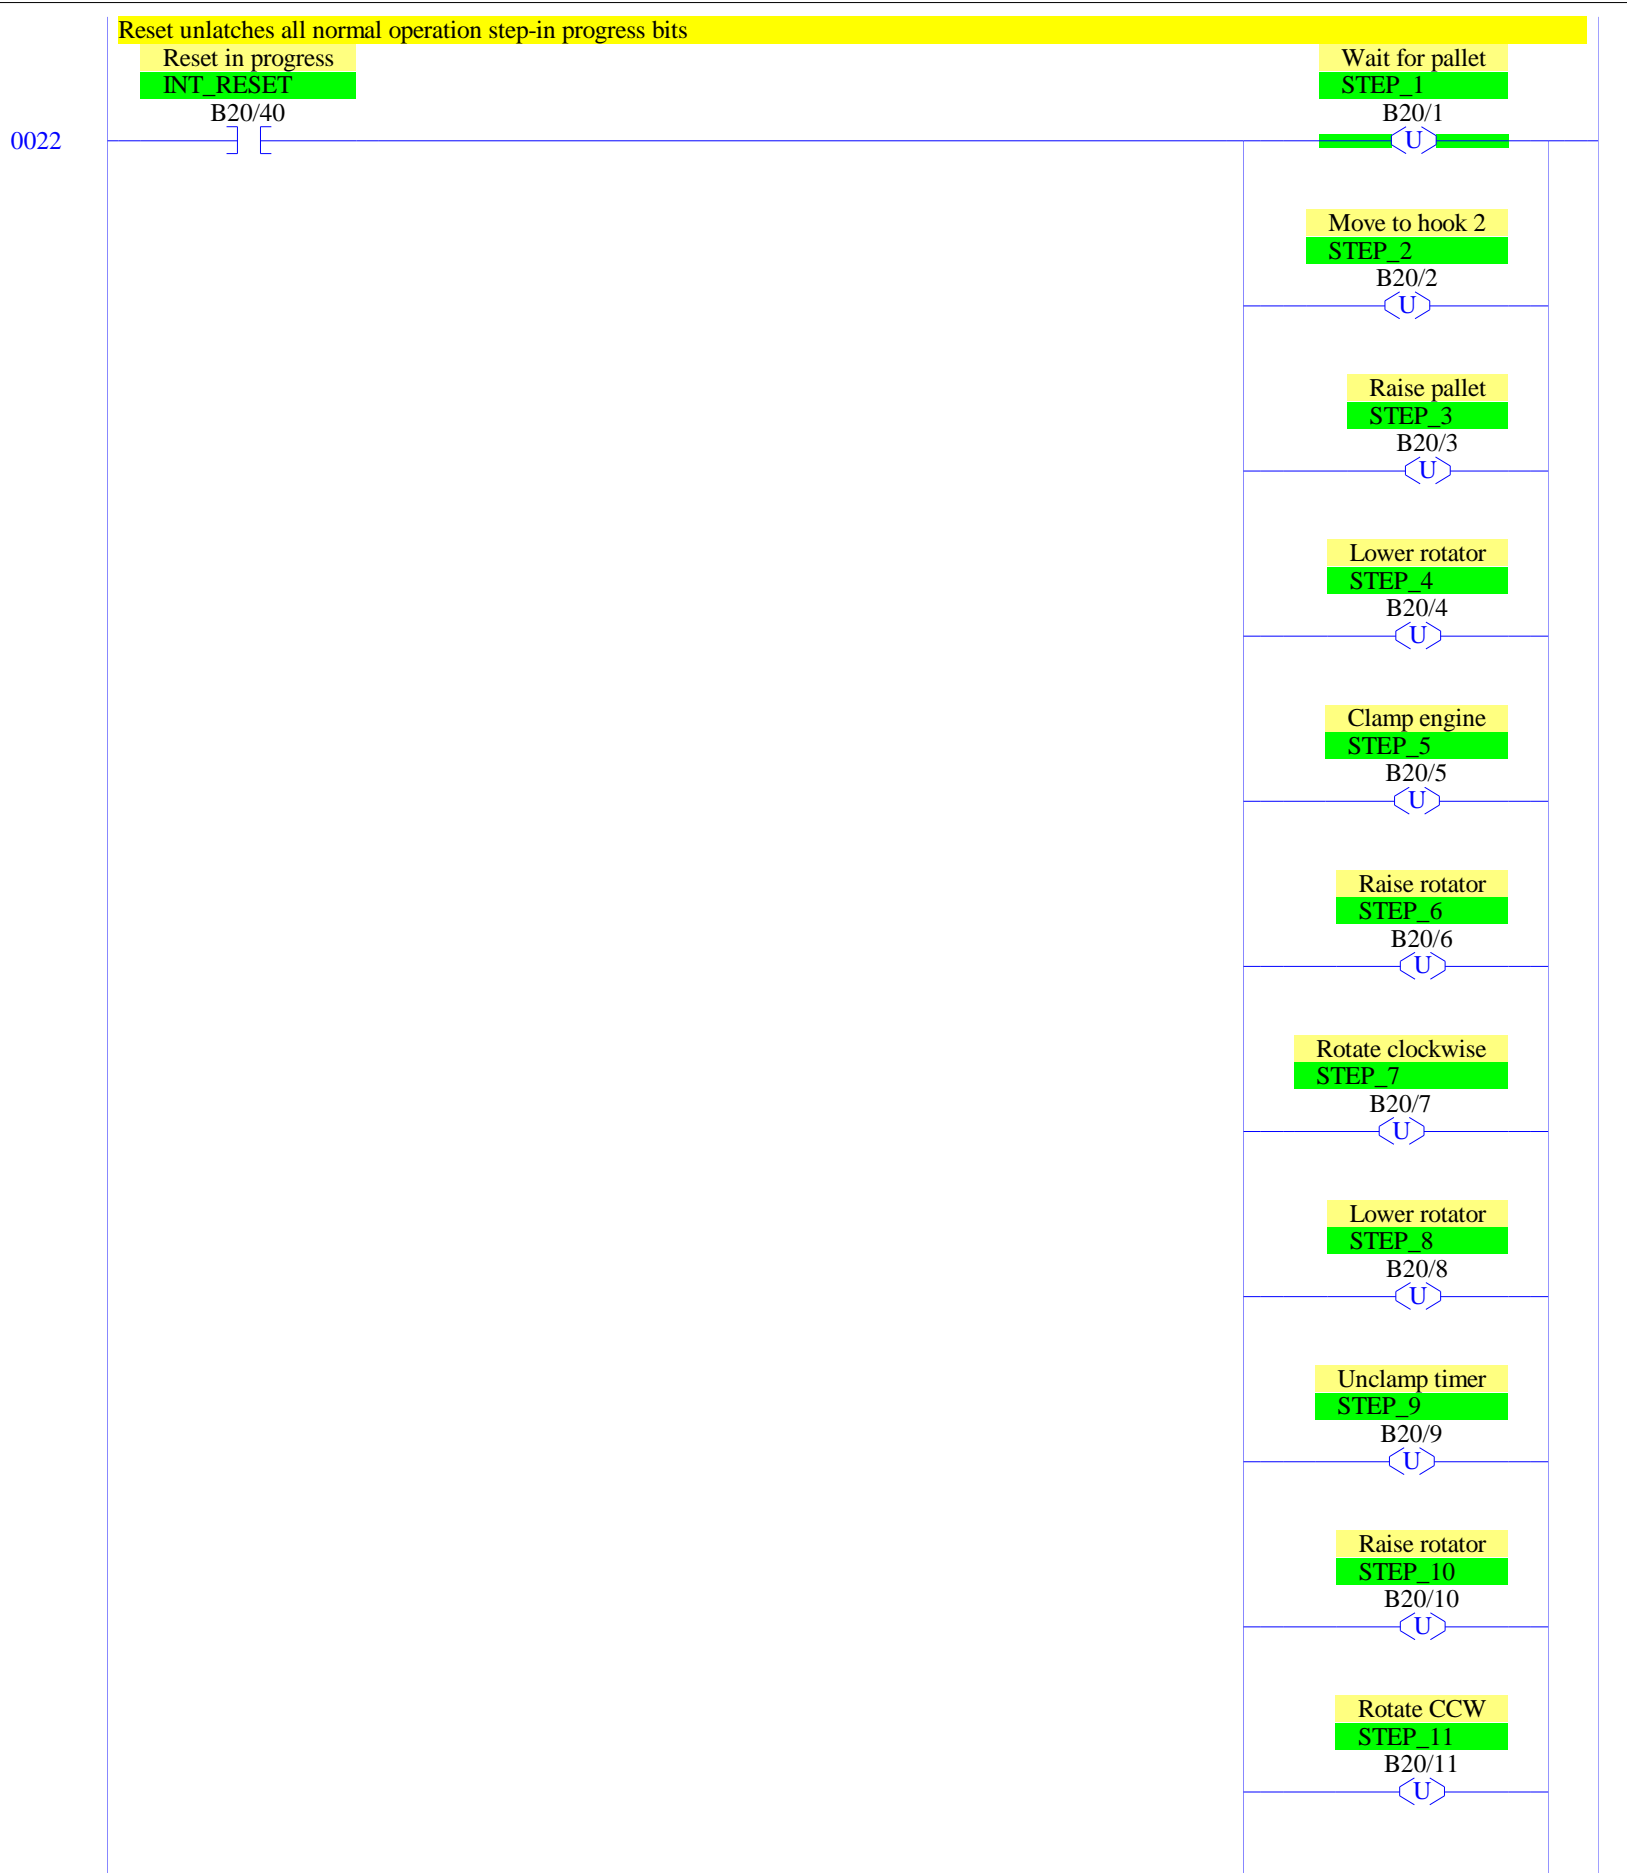 Reset unlatches all normal operation step-in progress bits
Reset in progress
INT_RESET
B20/40
0022
Wait for pallet
STEP_1
B20/1
U
Move to hook 2
STEP_2
B20/2
U
Raise pallet
STEP_3
B20/3
U
Lower rotator
STEP_4
B20/4
U
Clamp engine
STEP_5
B20/5
U
Raise rotator
STEP_6
B20/6
U
Rotate clockwise
STEP_7
B20/7
U
Lower rotator
STEP_8
B20/8
U
Unclamp timer
STEP_9
B20/9
U
Raise rotator
STEP_10
B20/10
U
Rotate CCW
STEP_11
B20/11
U